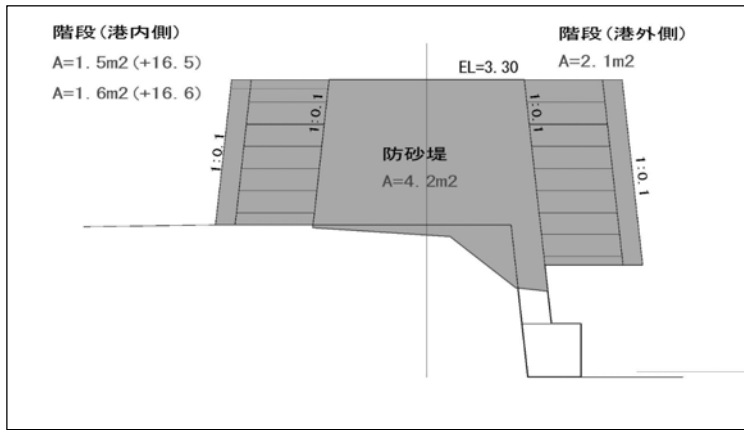 階段(港内側)
A=1.5m2(+16.5)
A=1.6m2(+16.6)
階段(港外側)
A=2.1m2
EL=3.30
1:0.1
1:0.1
1:0.1
1:0.1
防砂堤
A=4.2m2